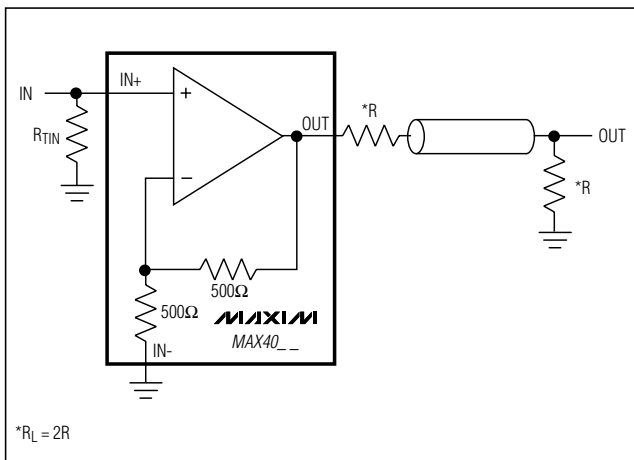 IN
IN+
+
OUT
*R
OUT
RTIN
−
*R
500Ω
500Ω
MAXIM
MAX40_ _
IN-
*RL = 2R